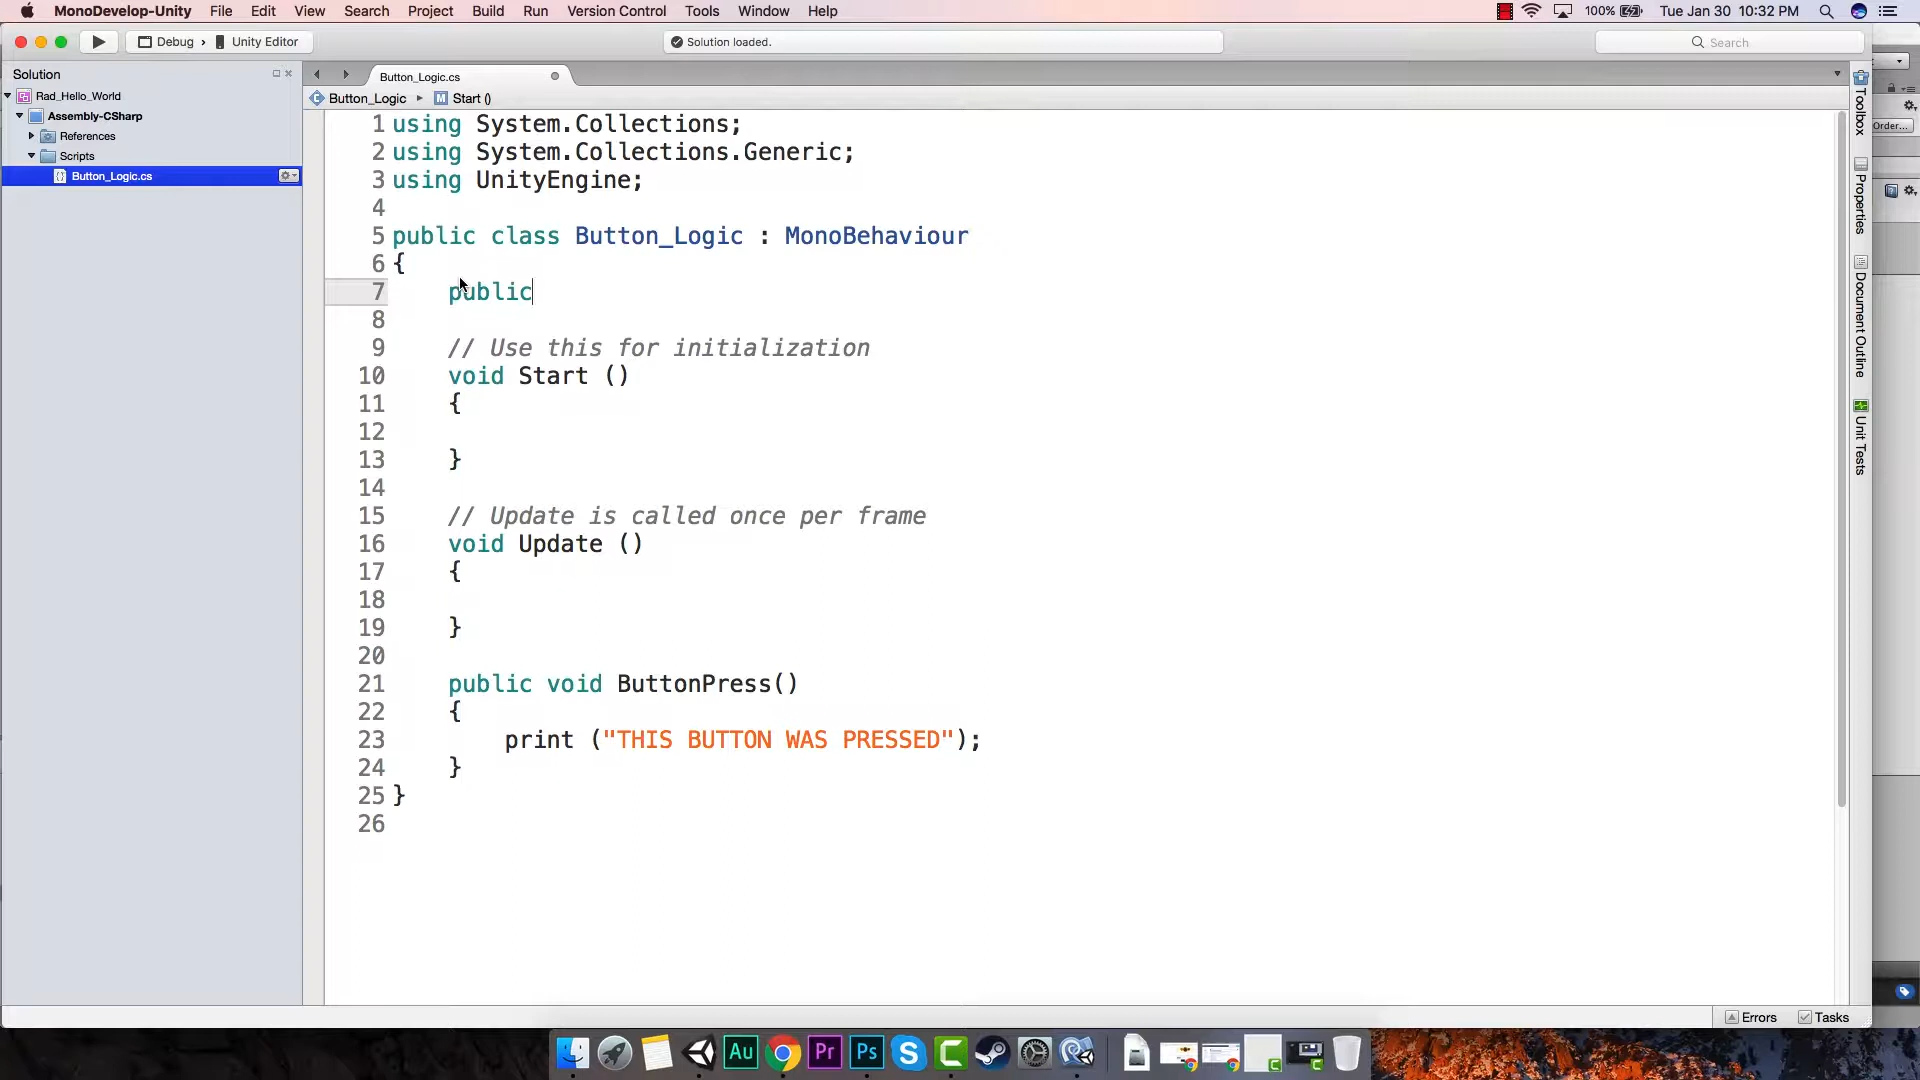 MonoDevelop-Unity File Edit View Search Project Build Run Version Control Tools Window Help 100% Tue Jan 30 10:32 PM
Debug › Unity Editor Solution loaded. Search
Solution
Rad_Hello_World
Assembly-CSharp
References
Scripts
Button_Logic.cs
Button_Logic.cs
Button_Logic ▸ M Start ()
1 using System.Collections;
2 using System.Collections.Generic;
3 using UnityEngine;
4
5 public class Button_Logic : MonoBehaviour
6 {
7 public
8
9 // Use this for initialization
10 void Start ()
11 {
12
13 }
14
15 // Update is called once per frame
16 void Update ()
17 {
18
19 }
20
21 public void ButtonPress()
22 {
23 print ("THIS BUTTON WAS PRESSED");
24 }
25 }
26
Toolbox
Properties
Document Outline
Unit Tests
Order...
Errors Tasks
Au Pr Ps S C